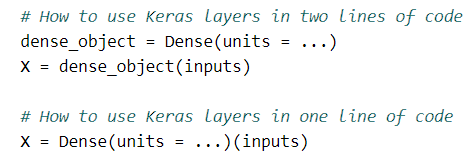 # How to use Keras layers in two lines of code
dense_object = Dense(units = ...)
X = dense_object(inputs)
# How to use Keras layers in one line of code
X = Dense(units = ...)(inputs)